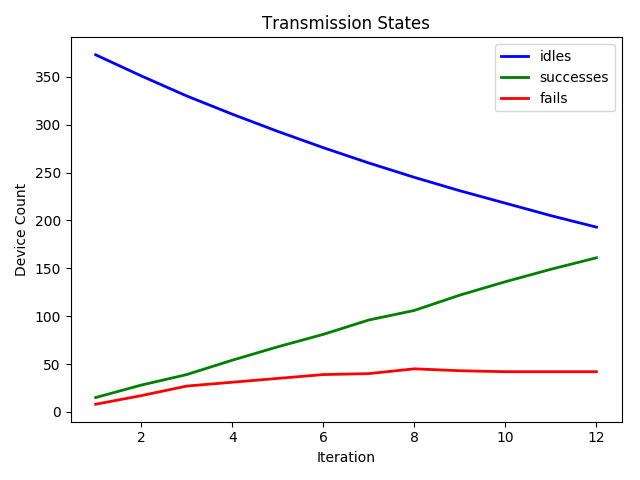 Transmission States
idles
successes
fails
Device Count
350
300
250
200
150
100
50
0
2 4 6 8 10 12
Iteration